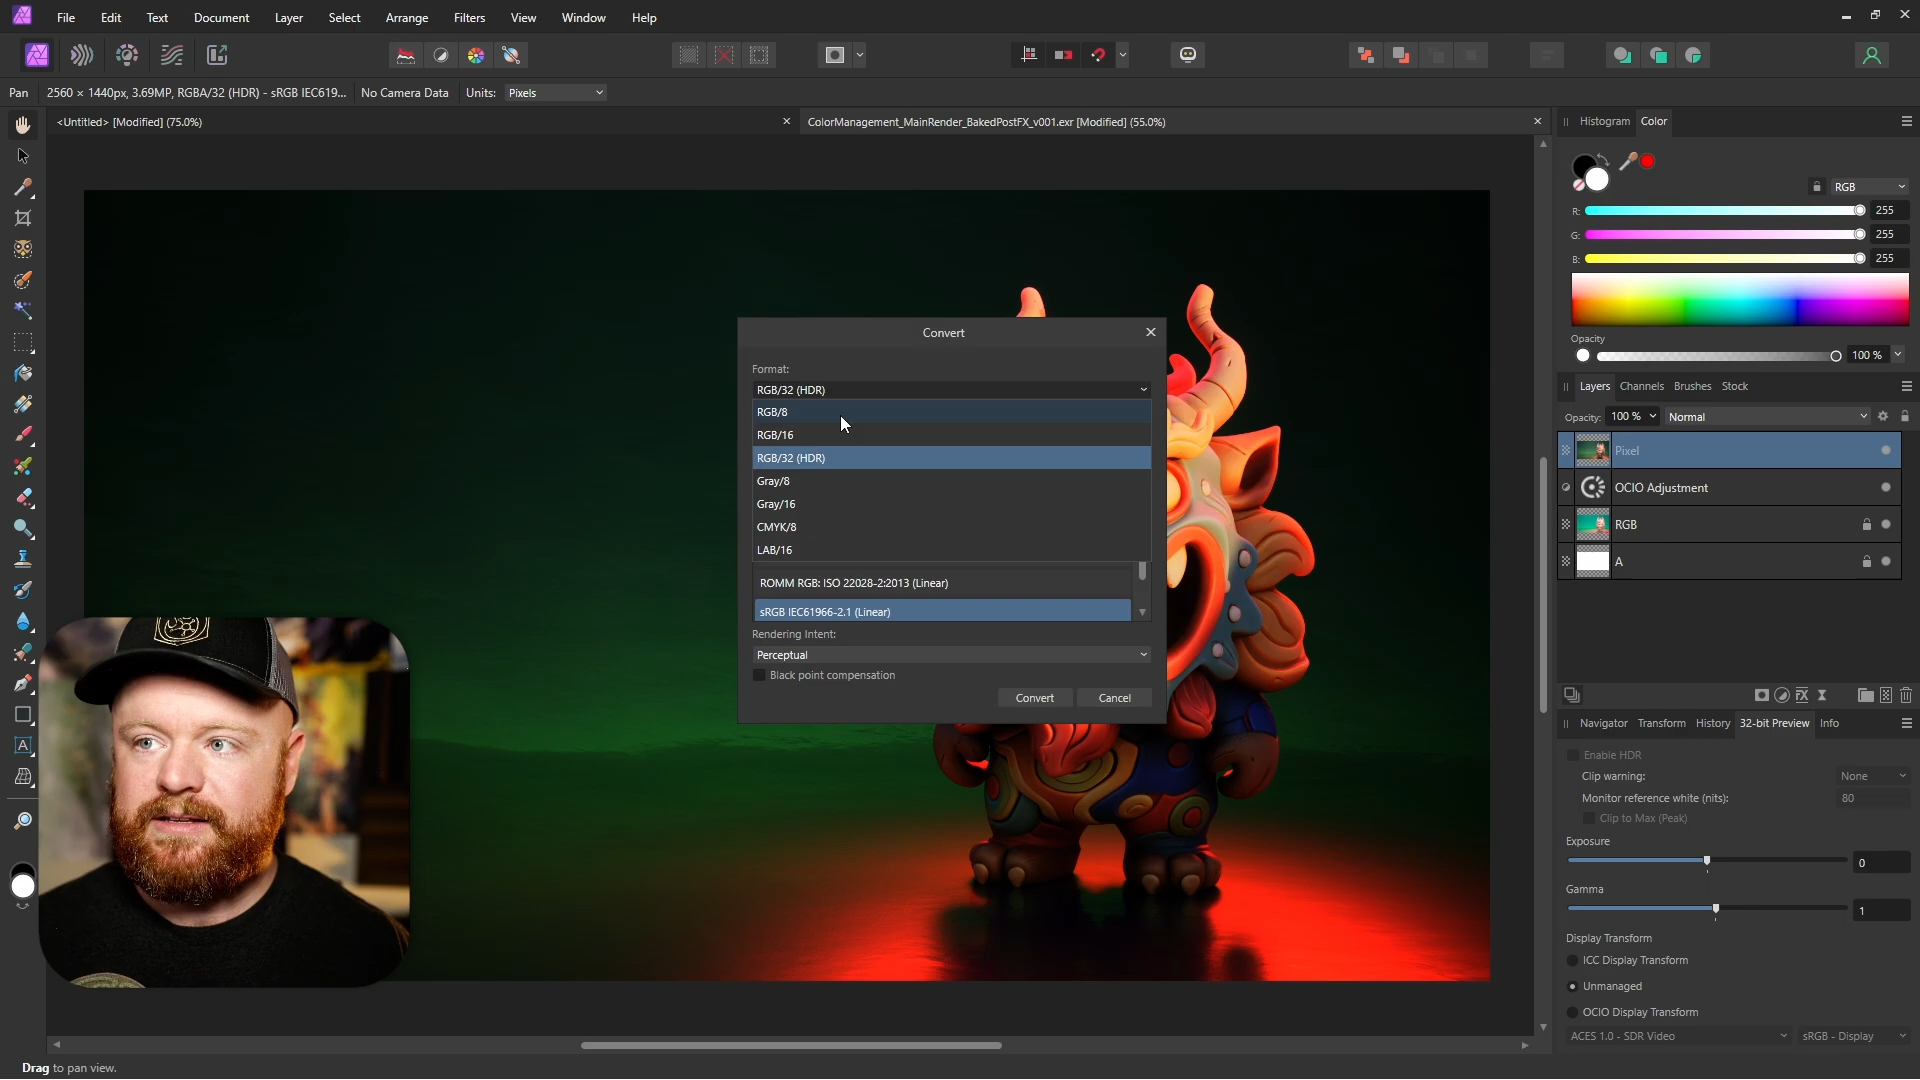 File Edit Text Document Layer Select Arrange Filters View Window Help
Pan 2560 × 1440px, 3.69MP, RGBA/32 (HDR) - sRGB IEC619... No Camera Data Units: Pixels
<Untitled> [Modified] (75.0%)
ColorManagement_MainRender_BakedPostFX_v001.exr [Modified] (55.0%)
Histogram Color
RGB
R: 255
G: 255
B: 255
Opacity
100 %
Layers Channels Brushes Stock
Opacity: 100 % Normal
Pixel
OCIO Adjustment
RGB
A
Convert
Format:
RGB/32 (HDR)
RGB/8
RGB/16
RGB/32 (HDR)
Gray/8
Gray/16
CMYK/8
LAB/16
ROMM RGB: ISO 22028-2:2013 (Linear)
sRGB IEC61966-2.1 (Linear)
Rendering Intent:
Perceptual
Black point compensation
Convert Cancel
Navigator Transform History 32-bit Preview Info
Enable HDR
Clip warning: None
Monitor reference white (nits): 80
Clip to Max (Peak)
Exposure
0
Gamma
1
Display Transform
ICC Display Transform
Unmanaged
OCIO Display Transform
ACES 1.0 - SDR Video sRGB - Display
Drag to pan view.